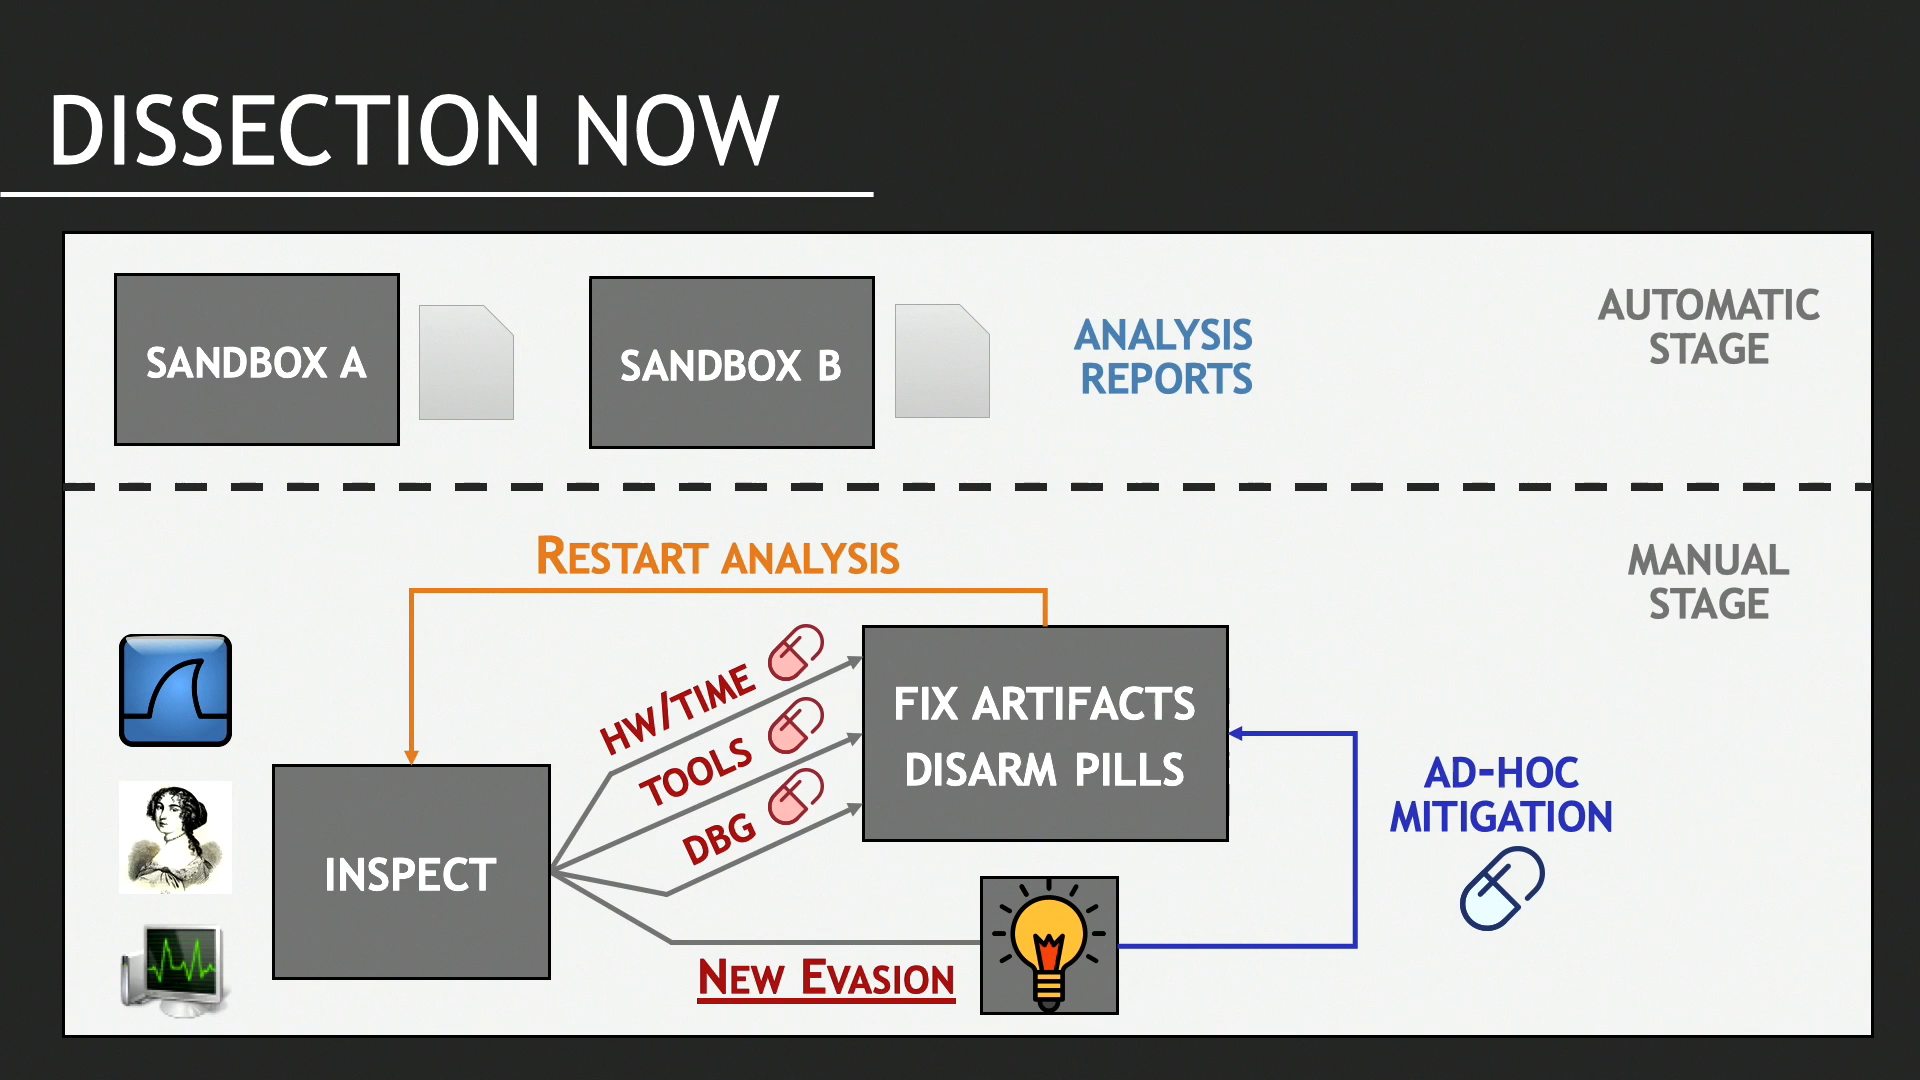 DISSECTION NOW
SANDBOX A
SANDBOX B
ANALYSIS
REPORTS
AUTOMATIC
STAGE
RESTART ANALYSIS
MANUAL
STAGE
HW/TIME
TOOLS
DBG
FIX ARTIFACTS
DISARM PILLS
AD-HOC
MITIGATION
INSPECT
NEW EVASION